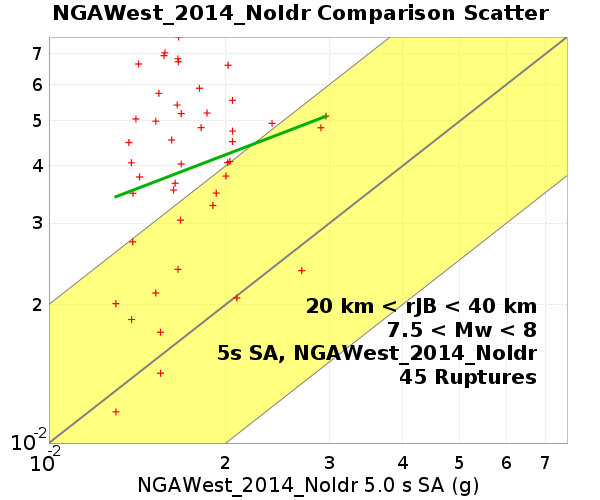 NGAWest_2014_NoIdr Comparison Scatter
7
6
5
4
3
2
10-2
10-2
2
3
4
5
6
7
20 km < rJB < 40 km
7.5 < Mw < 8
5s SA, NGAWest_2014_NoIdr
45 Ruptures
NGAWest_2014_NoIdr 5.0 s SA (g)